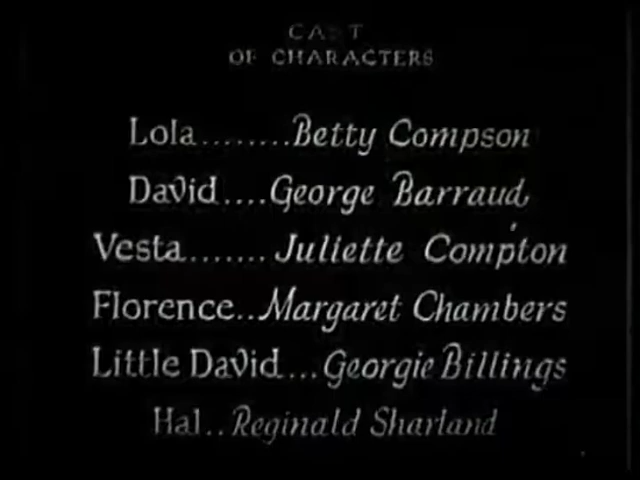 CAST
OF CHARACTERS
Lola........Betty Compson
David....George Barraud
Vesta.......Juliette Compton
Florence..Margaret Chambers
Little David...Georgie Billings
Hal..Reginald Sharland